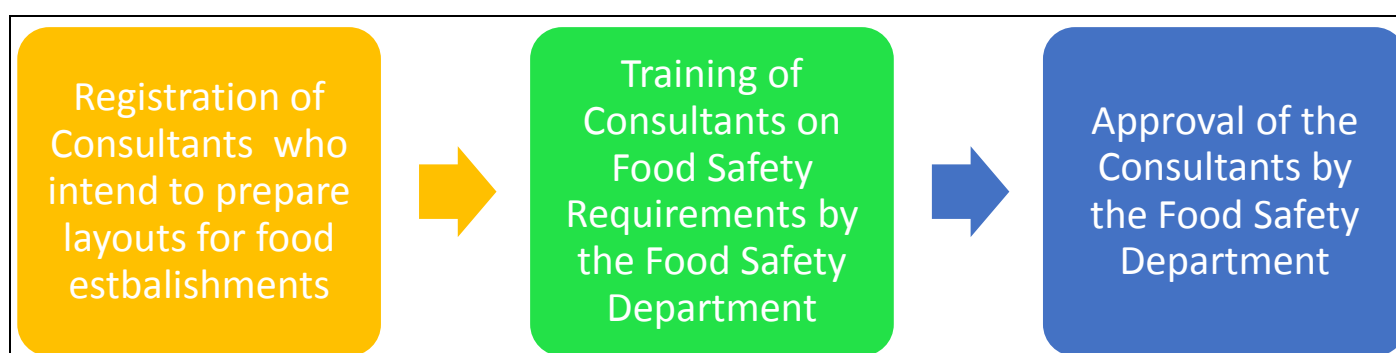 Registration of
Consultants who
intend to prepare
layouts for food
estbalishments
Training of
Consultants on
Food Safety
Requirements by
the Food Safety
Department
Approval of the
Consultants by
the Food Safety
Department